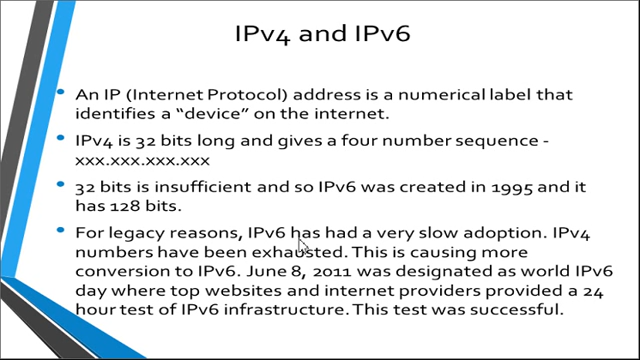 IPv4 and IPv6
• An IP (Internet Protocol) address is a numerical label that
identifies a “device” on the internet.
• IPv4 is 32 bits long and gives a four number sequence -
xxx.xxx.xxx.xxx
• 32 bits is insufficient and so IPv6 was created in 1995 and it
has 128 bits.
• For legacy reasons, IPv6 has had a very slow adoption. IPv4
numbers have been exhausted. This is causing more
conversion to IPv6. June 8, 2011 was designated as world IPv6
day where top websites and internet providers provided a 24
hour test of IPv6 infrastructure. This test was successful.